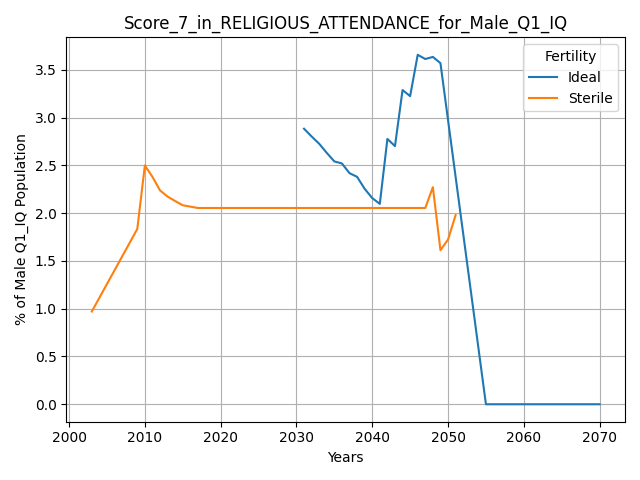 Score_7_in_RELIGIOUS_ATTENDANCE_for_Male_Q1_IQ
% of Male Q1_IQ Population
3.5
3.0
2.5
2.0
1.5
1.0
0.5
0.0
Fertility
Ideal
Sterile
2000 2010 2020 2030 2040 2050 2060 2070
Years